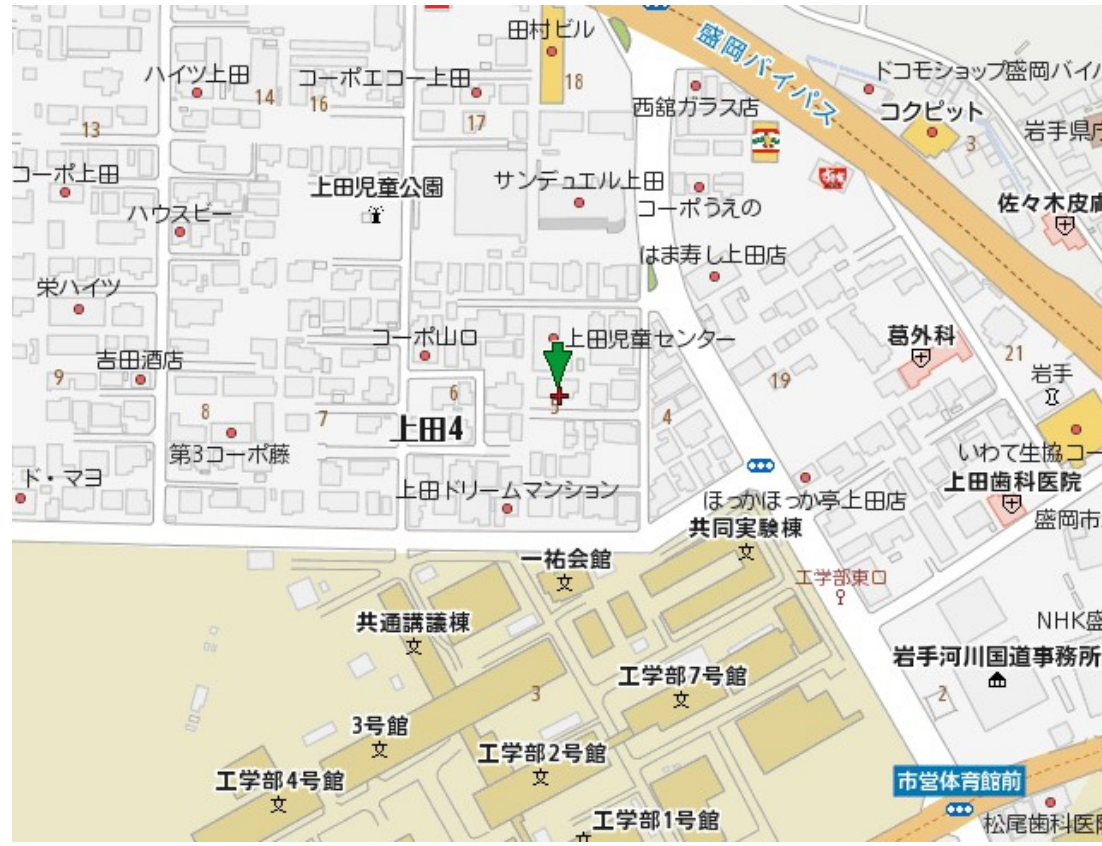 田村ビル
盛岡バイパス
ハイツ上田
コーポエコー上田
18
ドコモショップ盛岡バイパ
14
16
西舘ガラス店
コクピット
13
17
3
岩手県庁
コーポ上田
上田児童公園
サンデュエル上田
コーポうえの
佐々木皮膚
ハウスビー
はま寿し上田店
栄ハイツ
コーポ山口
上田児童センター
葛外科
21
吉田酒店
9
19
岩手
6
8
7
5
4
上田4
第3コーポ藤
いわて生協コー
ド・マヨ
上田ドリームマンション
ほっかほっか亭上田店
上田歯科医院
共同実験棟
盛岡市
一祐会館
工学部東口
共通講議棟
NHK盛
岩手河川国道事務所
工学部7号館
3
2
3号館
工学部2号館
工学部4号館
市営体育館前
工学部1号館
松尾歯科医院